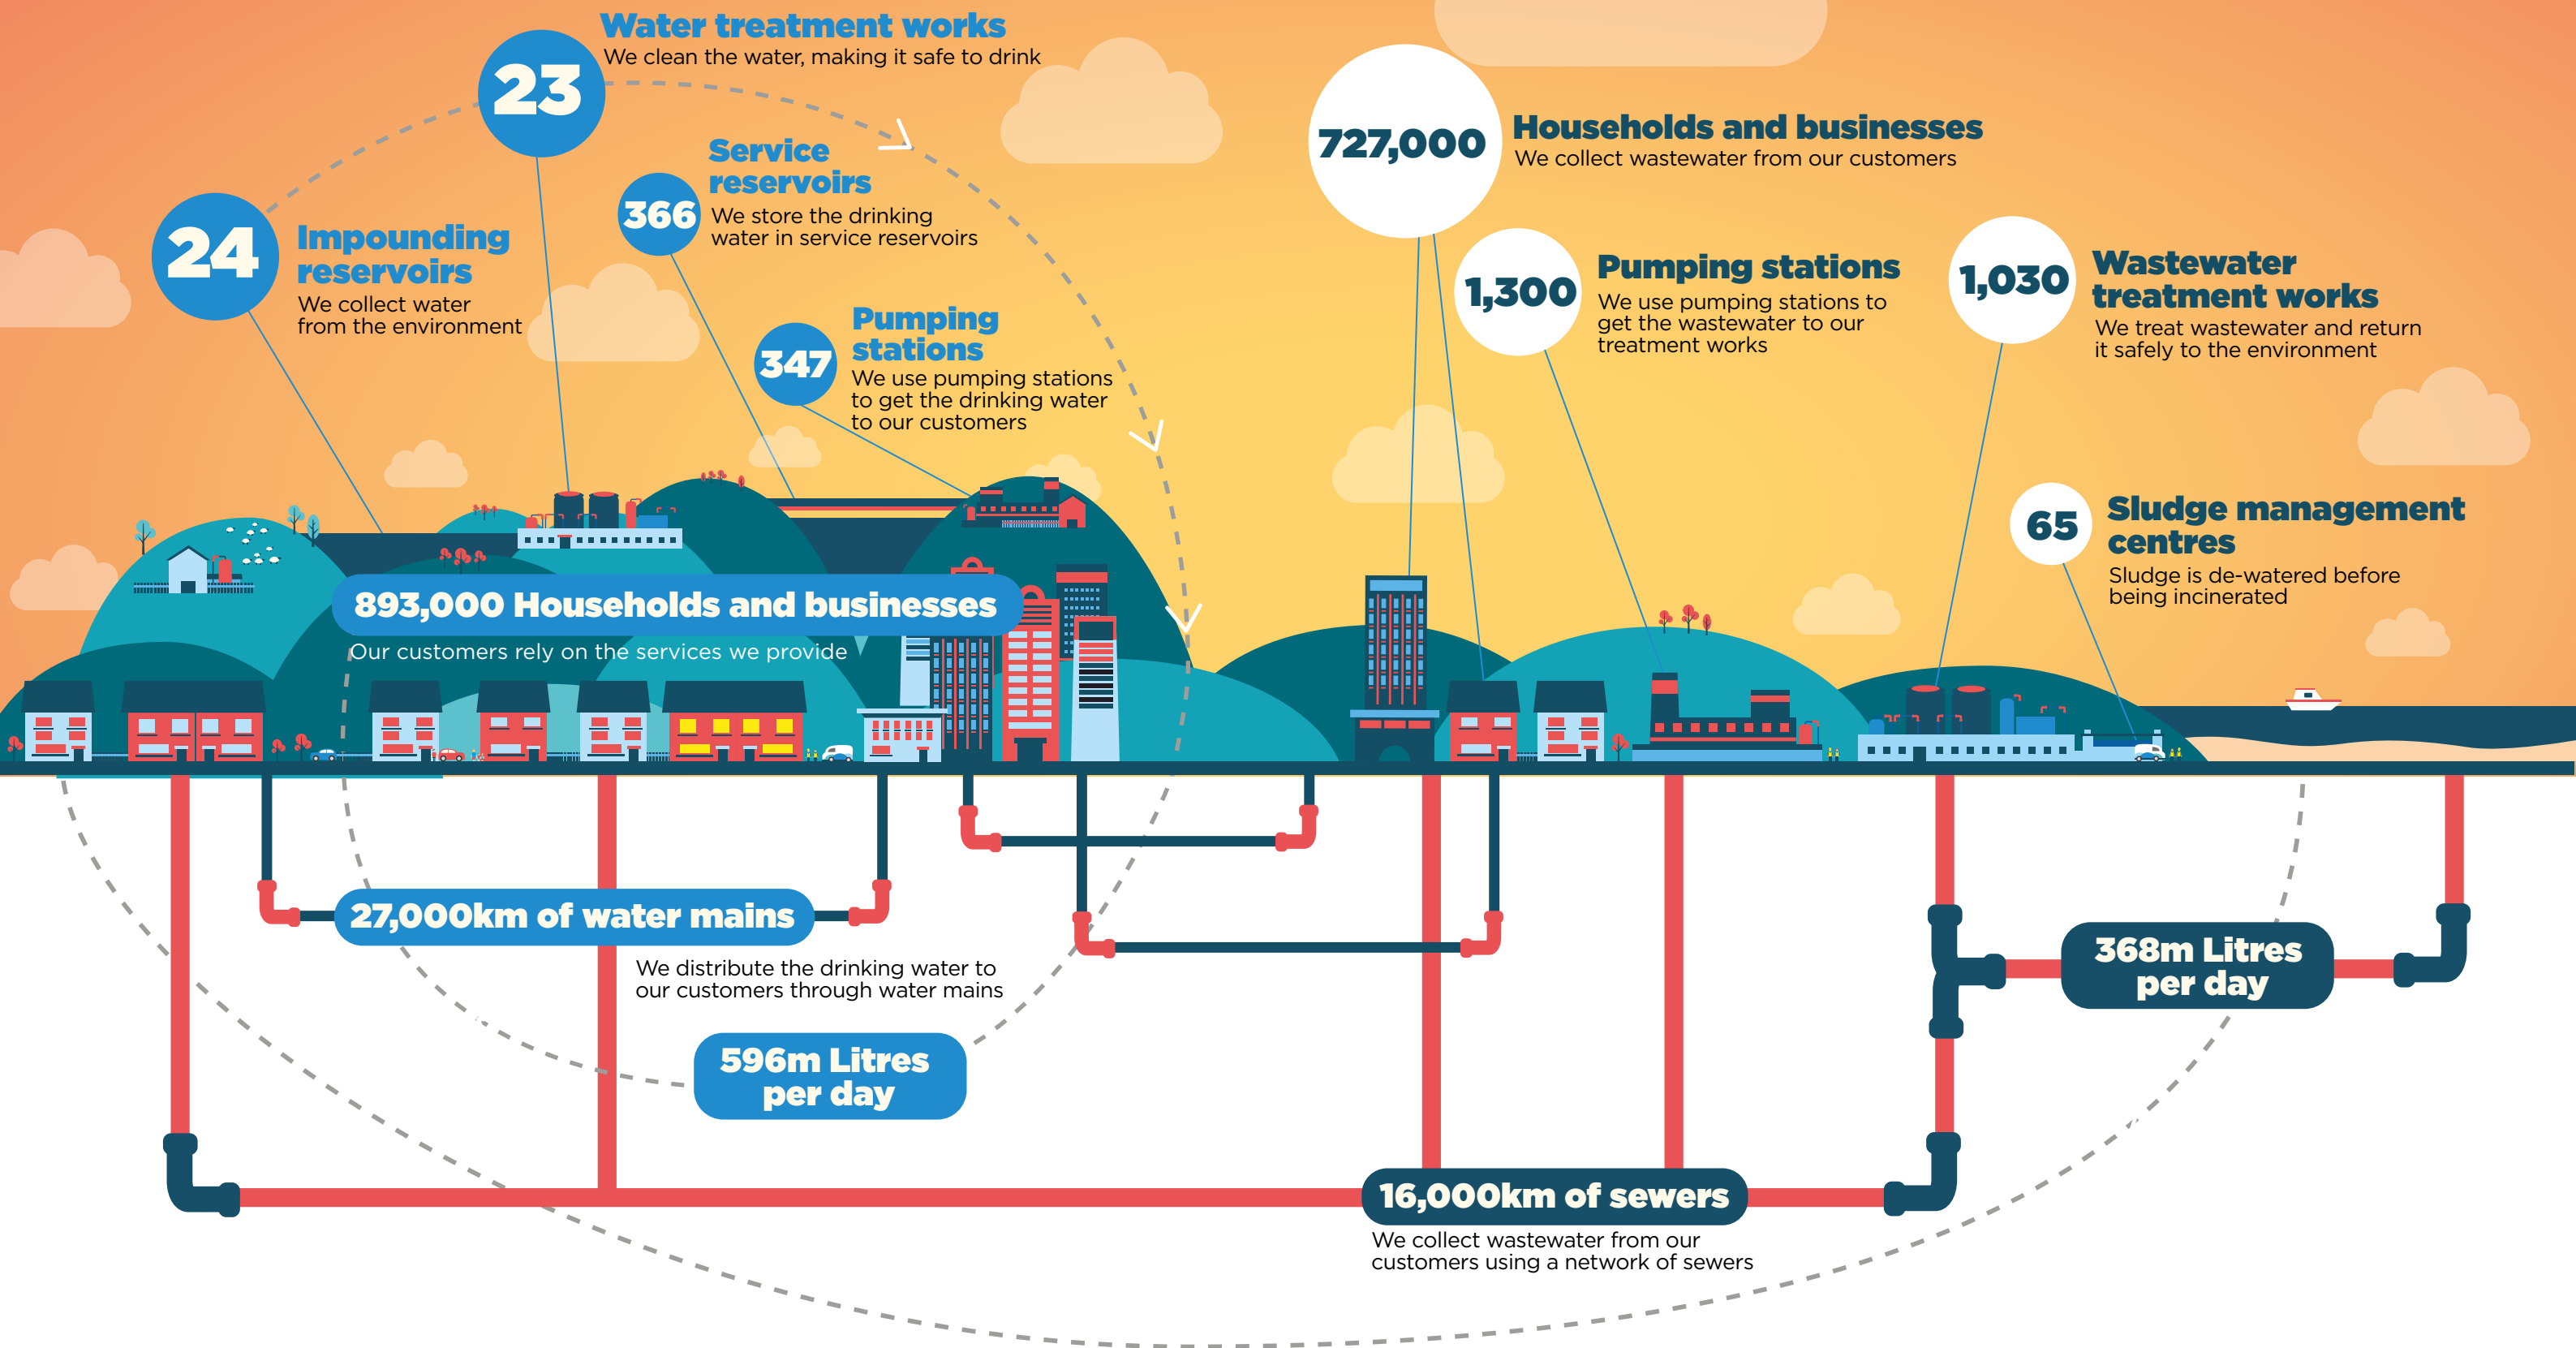 23
Water treatment works
We clean the water, making it safe to drink
24
Impounding
reservoirs
We collect water
from the environment
366
Service
reservoirs
We store the drinking
water in service reservoirs
347
Pumping
stations
We use pumping stations
to get the drinking water
to our customers
893,000 Households and businesses
Our customers rely on the services we provide
27,000km of water mains
We distribute the drinking water to
our customers through water mains
596m Litres
per day
727,000
Households and businesses
We collect wastewater from our customers
1,300
Pumping stations
We use pumping stations to
get the wastewater to our
treatment works
1,030
Wastewater
treatment works
We treat wastewater and return
it safely to the environment
65
Sludge management
centres
Sludge is de-watered before
being incinerated
368m Litres
per day
16,000km of sewers
We collect wastewater from our
customers using a network of sewers